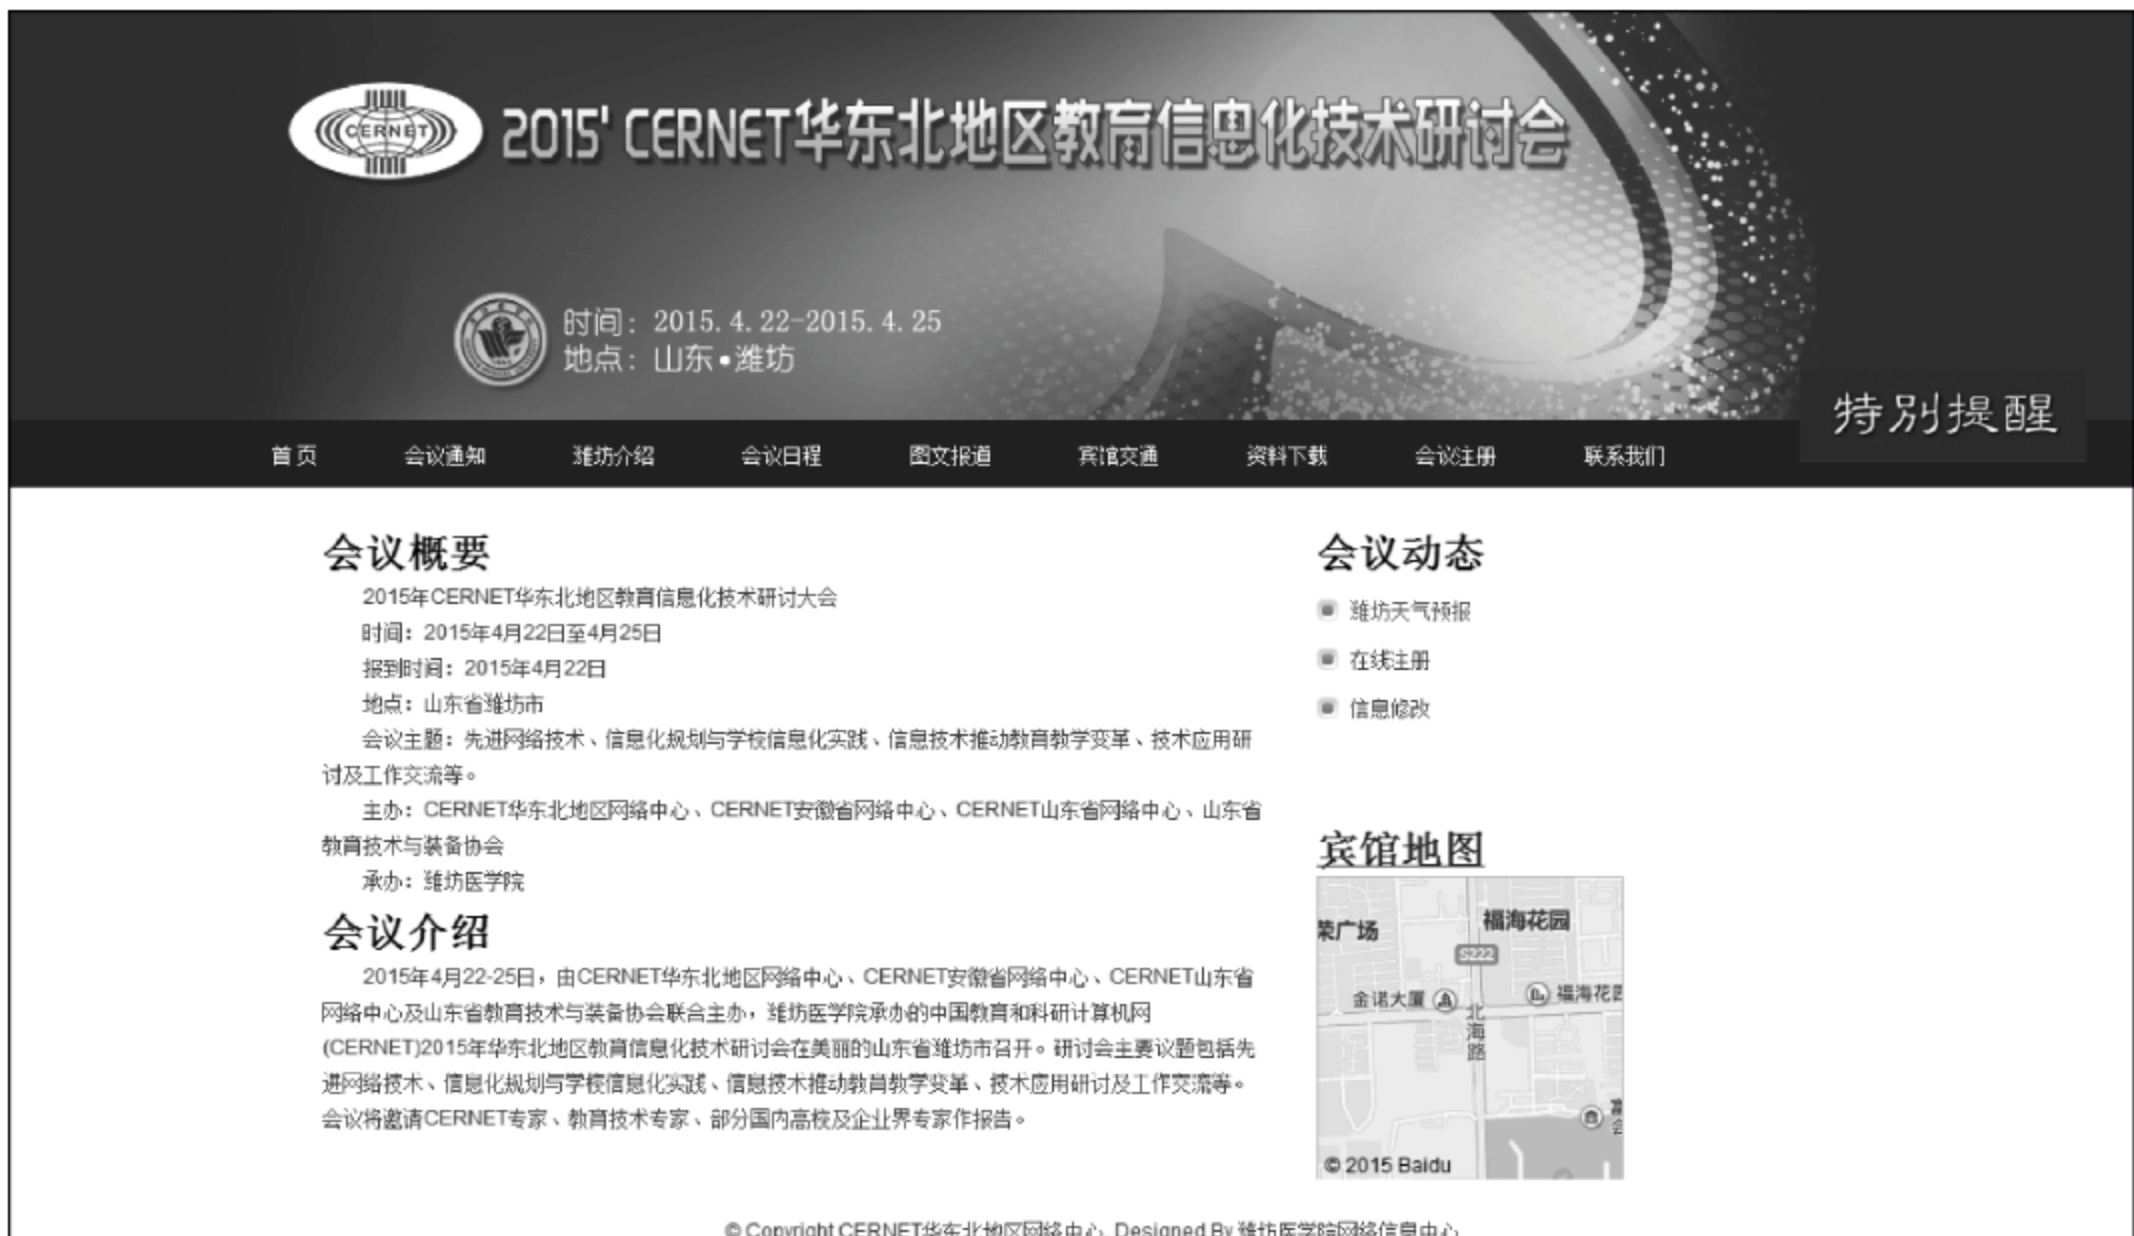 CERNET
2015' CERNET华东北地区教育信息化技术研讨会
时间：2015.4.22-2015.4.25
地点：山东•潍坊
特别提醒
首 页 会议通知 潍坊介绍 会议日程 图文报道 宾馆交通 资料下载 会议注册 联系我们
会议概要
2015年CERNET华东北地区教育信息化技术研讨大会
时间：2015年4月22日至4月25日
报到时间：2015年4月22日
地点：山东省潍坊市
会议主题：先进网络技术、信息化规划与学校信息化实践、信息技术推动教育教学变革、技术应用研
讨及工作交流等。
主办：CERNET华东北地区网络中心、CERNET安徽省网络中心、CERNET山东省网络中心、山东省
教育技术与装备协会
承办：潍坊医学院
会议介绍
2015年4月22-25日，由CERNET华东北地区网络中心、CERNET安徽省网络中心、CERNET山东省
网络中心及山东省教育技术与装备协会联合主办，潍坊医学院承办的中国教育和科研计算机网
(CERNET)2015年华东北地区教育信息化技术研讨会在美丽的山东省潍坊市召开。研讨会主要议题包括先
进网络技术、信息化规划与学校信息化实践、信息技术推动教育教学变革、技术应用研讨及工作交流等。
会议将邀请CERNET专家、教育技术专家、部分国内高校及企业界专家作报告。
会议动态
潍坊天气预报
在线注册
信息修改
宾馆地图
荣广场
福海花园
S222
金诺大厦
福海花园
北海路
富
会
© 2015 Baidu
© Copyright CERNET华东北地区网络中心, Designed By 潍坊医学院网络信息中心